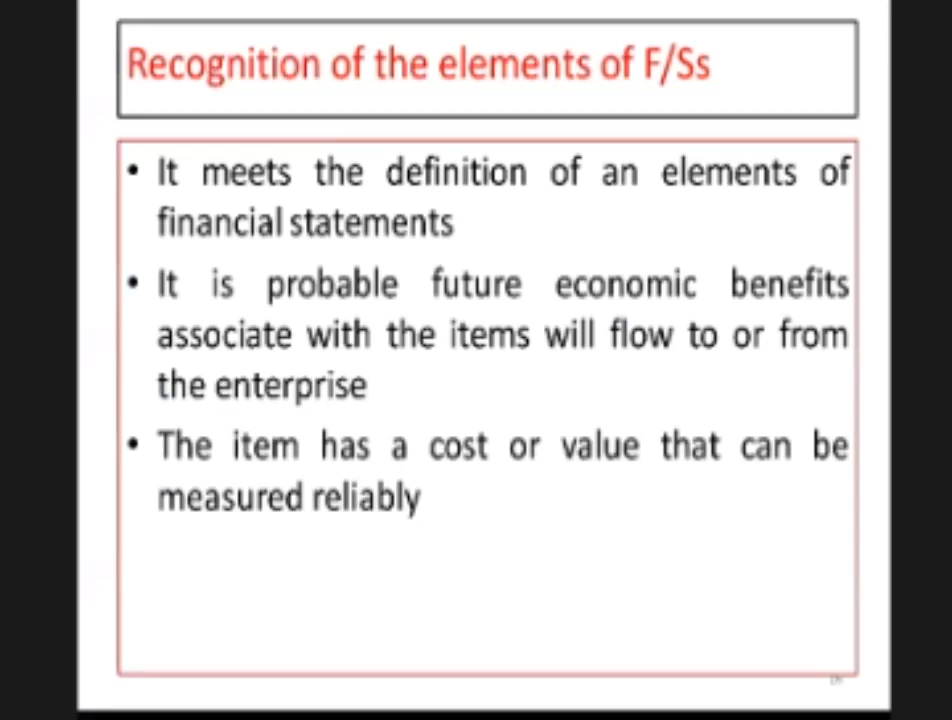 Recognition of the elements of F/Ss
• It meets the definition of an elements of
financial statements
• It is probable future economic benefits
associate with the items will flow to or from
the enterprise
• The item has a cost or value that can be
measured reliably